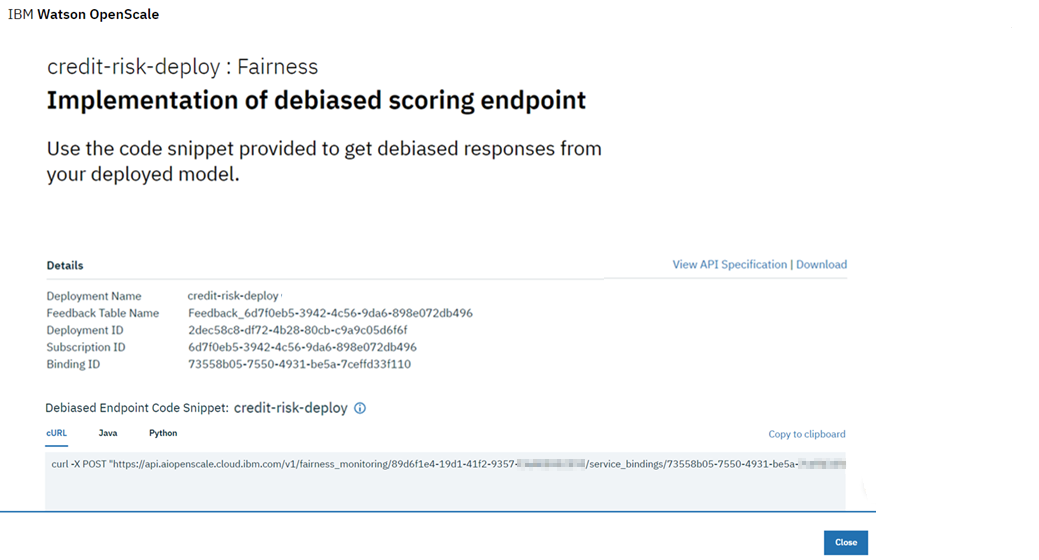 IBM Watson OpenScale
credit-risk-deploy : Fairness
Implementation of debiased scoring endpoint
Use the code snippet provided to get debiased responses from
your deployed model.
Details
View API Specification | Download
Deployment Name credit-risk-deploy
Feedback Table Name Feedback_6d7f0eb5-3942-4c56-9da6-898e072db496
Deployment ID 2dec58c8-df72-4b28-80cb-c9a9c05d6f6f
Subscription ID 6d7f0eb5-3942-4c56-9da6-898e072db496
Binding ID 73558b05-7550-4931-be5a-7ceffd33f110
Debiased Endpoint Code Snippet: credit-risk-deploy
cURL Java Python Copy to clipboard
curl -X POST "https://api.aiopenscale.cloud.ibm.com/v1/fairness_monitoring/89d6f1e4-19d1-41f2-9357- /service_bindings/73558b05-7550-4931-be5a-
Close